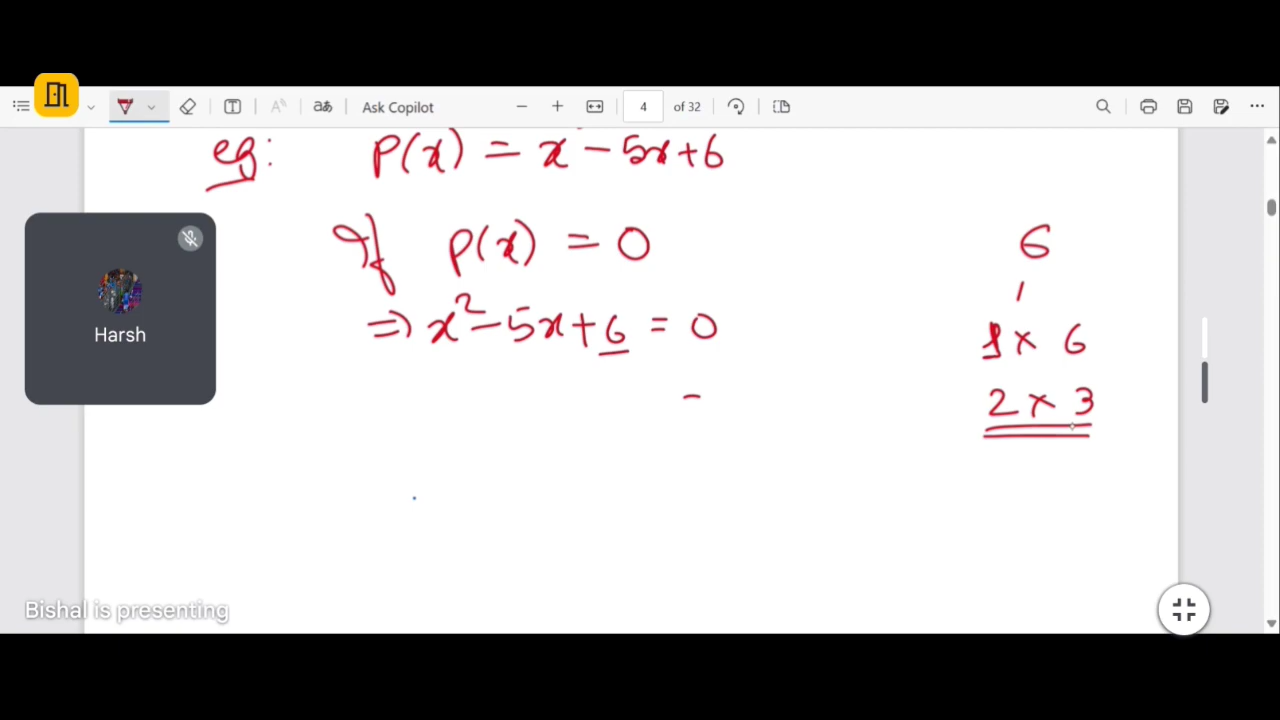 Ask Copilot
4 of 32
eg: P(x) = x² - 5x + 6
If P(x) = 0
⇒ x² - 5x + 6 = 0
-
6
1 × 6
2 × 3
Harsh
Bishal is presenting